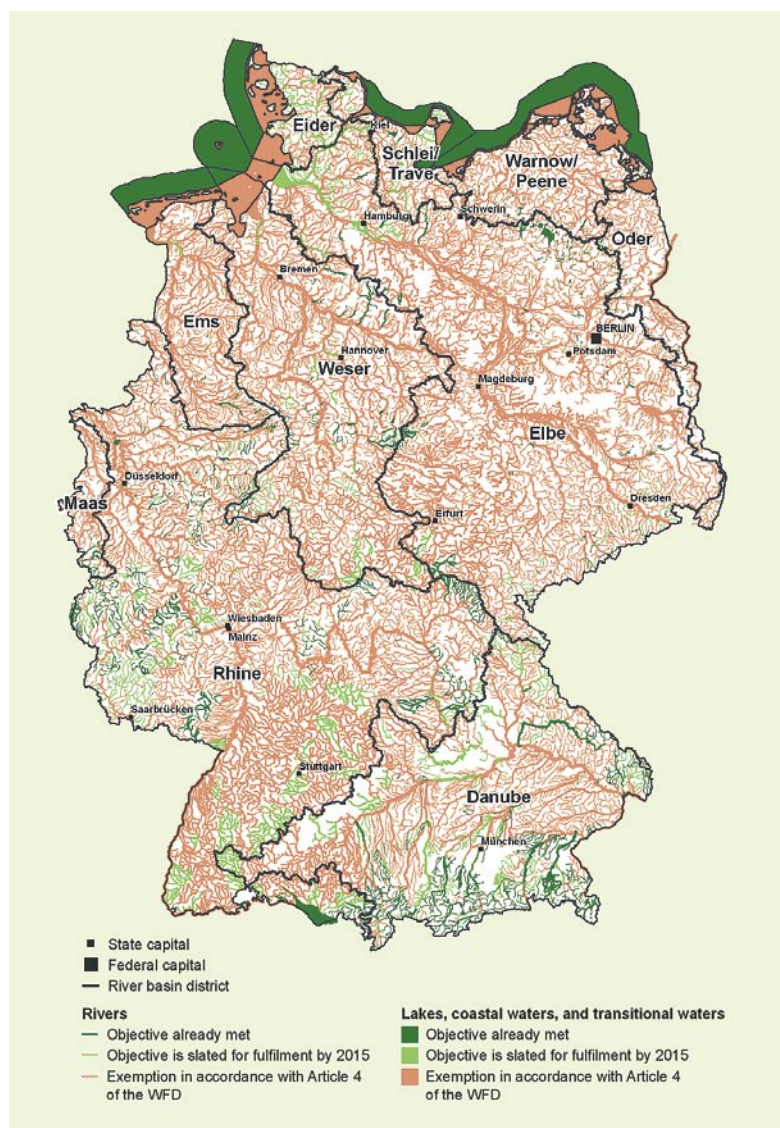 Eider
Kiel
Schlei/
Trave
Warnow/
Peene
Hamburg
Schwerin
Oder
Bremen
Ems
BERLIN
Potsdam
Hannover
Weser
Magdeburg
Elbe
Düsseldorf
Maas
Dresden
Erfurt
Wiesbaden
Mainz
Rhine
Saarbrücken
Stuttgart
Danube
München
State capital
Federal capital
River basin district
Rivers
Objective already met
Objective is slated for fulfilment by 2015
Exemption in accordance with Article 4
of the WFD
Lakes, coastal waters, and transitional waters
Objective already met
Objective is slated for fulfilment by 2015
Exemption in accordance with Article 4
of the WFD